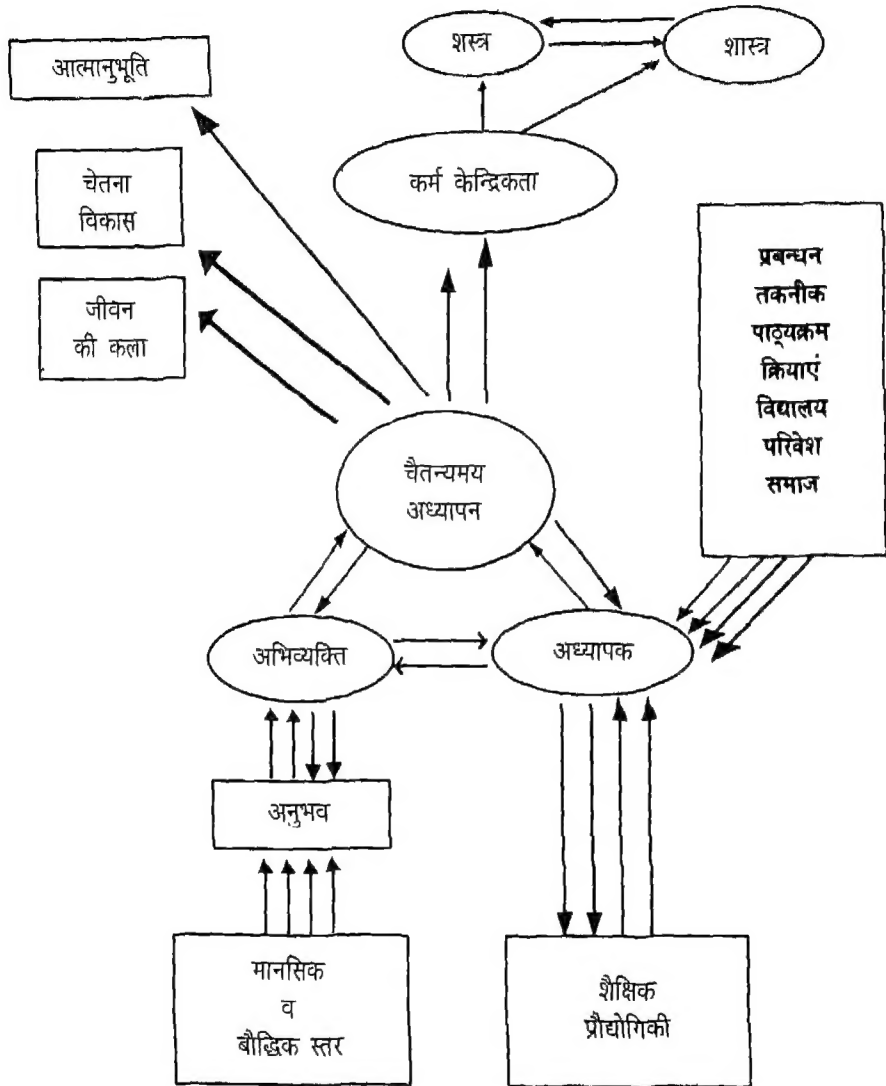 शस्त्र
शास्त्र
आत्मानुभूति
कर्म केन्द्रिकता
चेतना
विकास
जीवन
की कला
प्रबन्धन
तकनीक
पाठ्यक्रम
क्रियाएं
विद्यालय
परिवेश
समाज
चैतन्यमय
अध्यापन
अभिव्यक्ति
अध्यापक
अनुभव
मानसिक
व
बौद्धिक स्तर
शैक्षिक
प्रौद्योगिकी